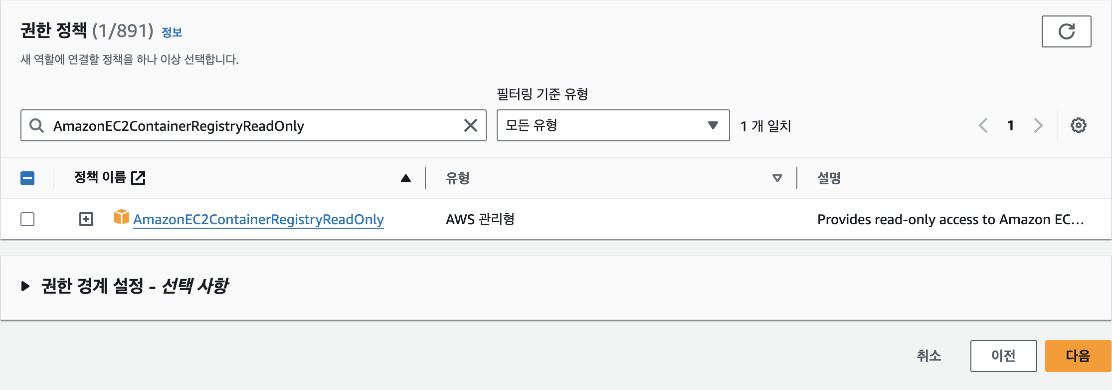 권한 정책 (1/891) 정보
새 역할에 연결할 정책을 하나 이상 선택합니다.
필터링 기준 유형
AmazonEC2ContainerRegistryReadOnly 모든 유형 1 개 일치 1
정책 이름 유형 설명
AmazonEC2ContainerRegistryReadOnly AWS 관리형 Provides read-only access to Amazon EC...
권한 경계 설정 - 선택 사항
취소 이전 다음